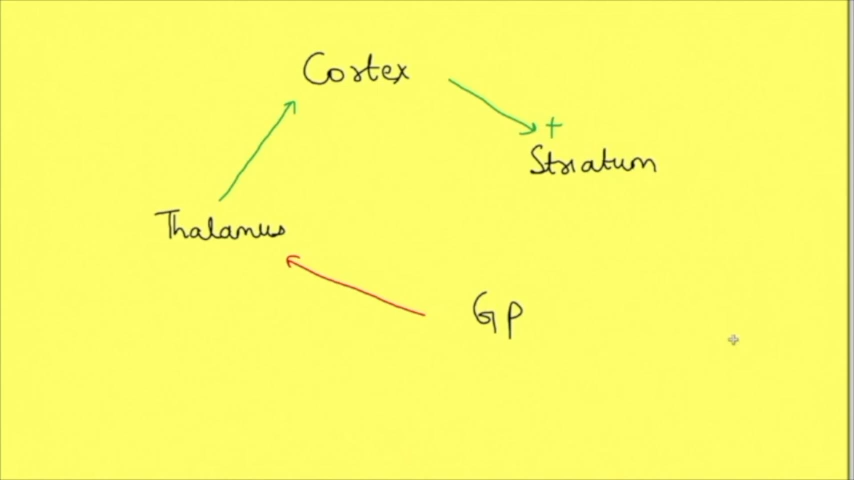 Cortex
+
Striatum
Thalamus
GP